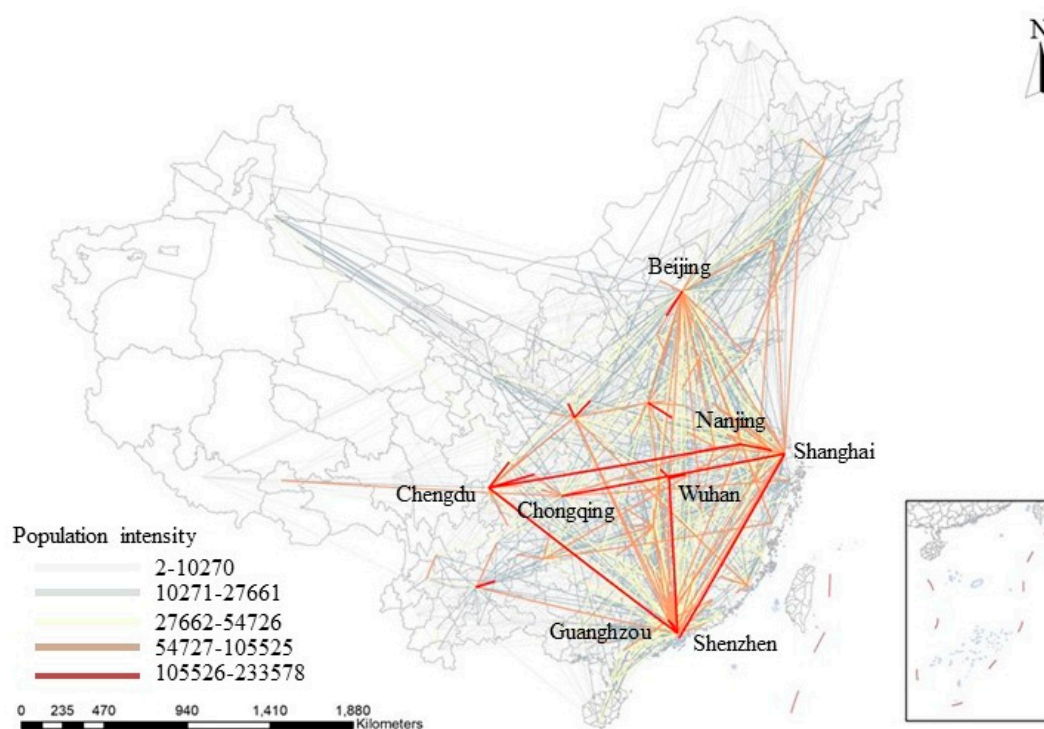 N
Beijing
Nanjing
Shanghai
Chengdu
Wuhan
Chongqing
Population intensity
2-10270
10271-27661
27662-54726
54727-105525
105526-233578
Guanghzou
Shenzhen
0 235 470 940 1,410 1,880
Kilometers